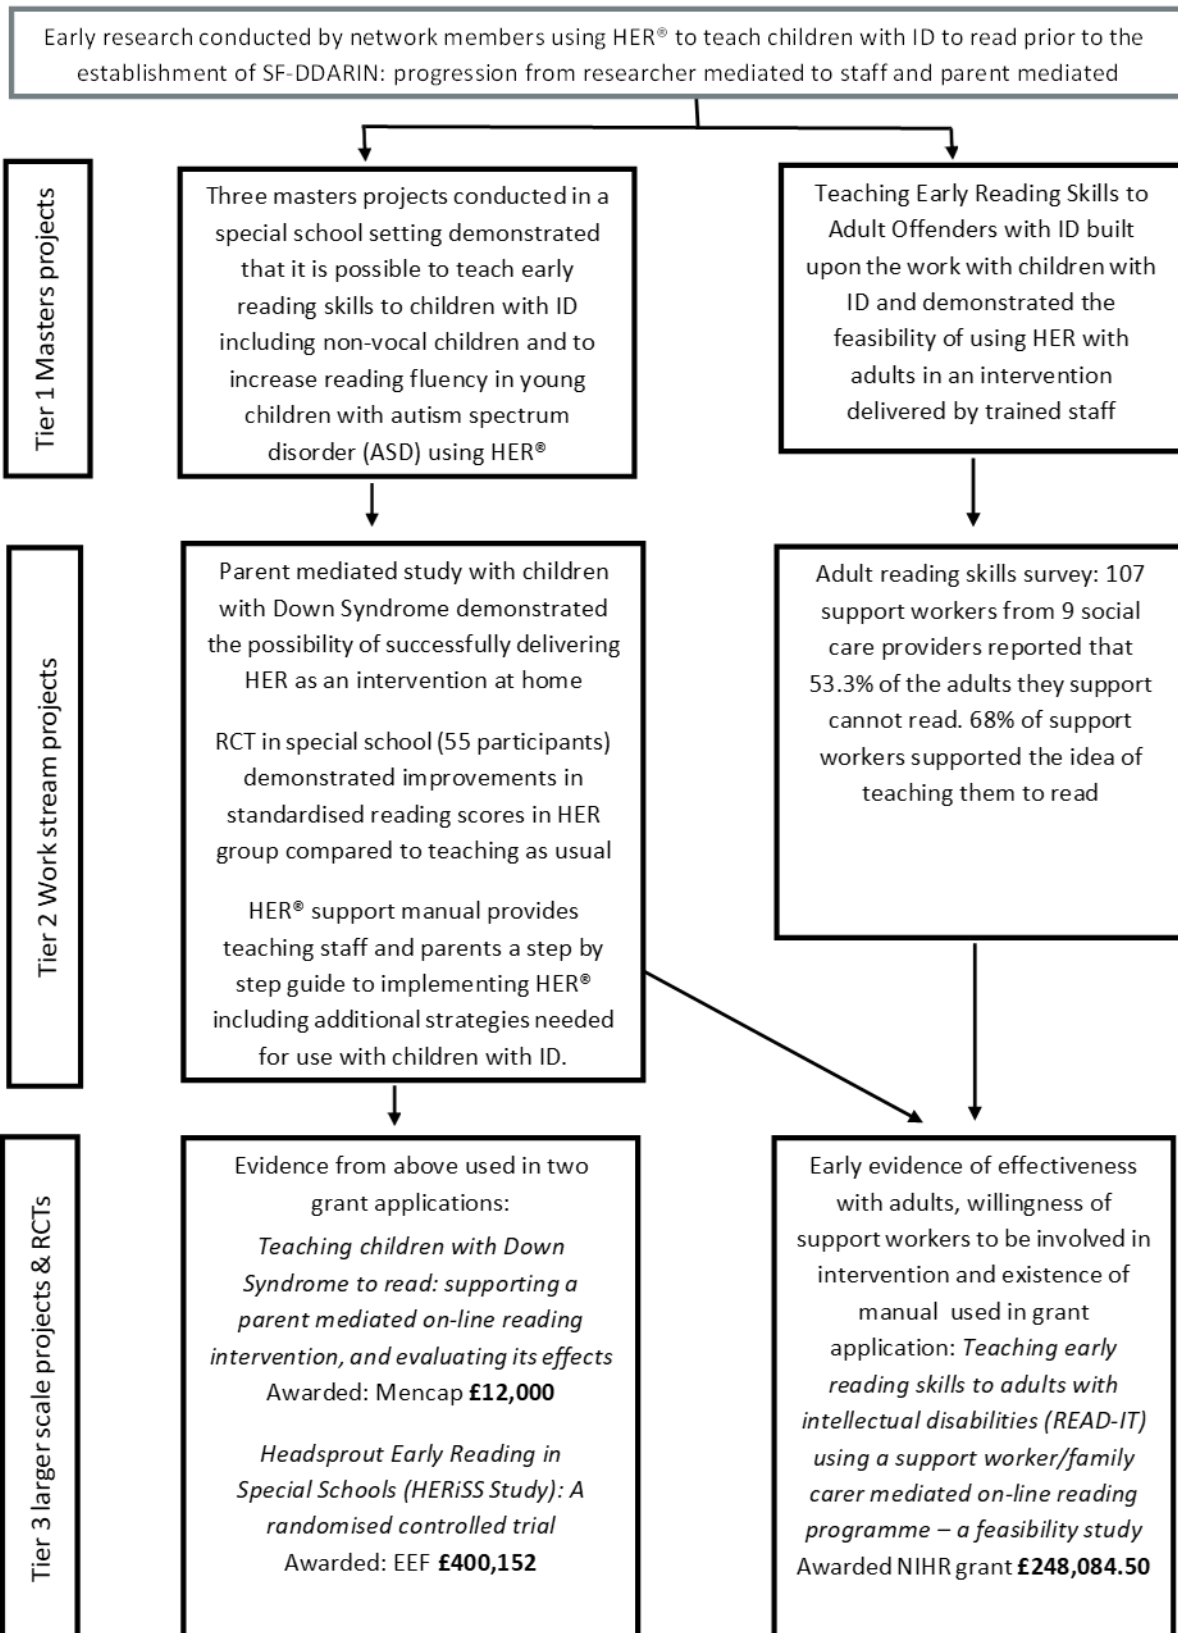 Early research conducted by network members using HER® to teach children with ID to read prior to the
establishment of SF-DDARIN: progression from researcher mediated to staff and parent mediated
Tier 1 Masters projects
Three masters projects conducted in a
special school setting demonstrated
that it is possible to teach early
reading skills to children with ID
including non-vocal children and to
increase reading fluency in young
children with autism spectrum
disorder (ASD) using HER®
Teaching Early Reading Skills to
Adult Offenders with ID built
upon the work with children with
ID and demonstrated the
feasibility of using HER with
adults in an intervention
delivered by trained staff
Tier 2 Work stream projects
Parent mediated study with children
with Down Syndrome demonstrated
the possibility of successfully delivering
HER as an intervention at home
RCT in special school (55 participants)
demonstrated improvements in
standardised reading scores in HER
group compared to teaching as usual
HER® support manual provides
teaching staff and parents a step by
step guide to implementing HER®
including additional strategies needed
for use with children with ID.
Adult reading skills survey: 107
support workers from 9 social
care providers reported that
53.3% of the adults they support
cannot read. 68% of support
workers supported the idea of
teaching them to read
Tier 3 larger scale projects & RCTs
Evidence from above used in two
grant applications:
Teaching children with Down
Syndrome to read: supporting a
parent mediated on-line reading
intervention, and evaluating its effects
Awarded: Mencap £12,000
Headsprout Early Reading in
Special Schools (HERiSS Study): A
randomised controlled trial
Awarded: EEF £400,152
Early evidence of effectiveness
with adults, willingness of
support workers to be involved in
intervention and existence of
manual used in grant
application: Teaching early
reading skills to adults with
intellectual disabilities (READ-IT)
using a support worker/family
carer mediated on-line reading
programme – a feasibility study
Awarded NIHR grant £248,084.50